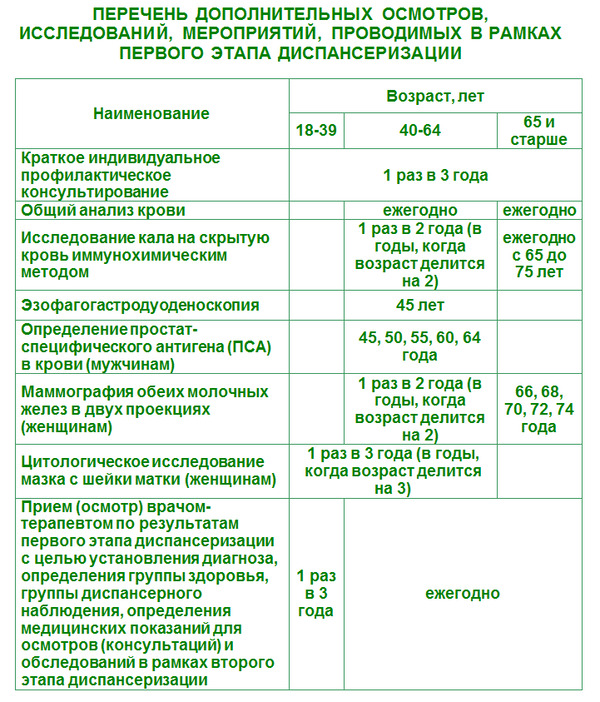 ПЕРЕЧЕНЬ ДОПОЛНИТЕЛЬНЫХ ОСМОТРОВ,
ИССЛЕДОВАНИЙ, МЕРОПРИЯТИЙ, ПРОВОДИМЫХ В РАМКАХ
ПЕРВОГО ЭТАПА ДИСПАНСЕРИЗАЦИИ
Наименование
Возраст, лет
18-39
40-64
65 и
старше
Краткое индивидуальное
профилактическое
консультирование
1 раз в 3 года
Общий анализ крови
ежегодно
ежегодно
Исследование кала на скрытую
кровь иммунохимическим
методом
1 раз в 2 года (в
годы, когда
возраст делится
на 2)
ежегодно
с 65 до
75 лет
Эзофагогастродуоденоскопия
45 лет
Определение простат-
специфического антигена (ПСА)
в крови (мужчинам)
45, 50, 55, 60, 64
года
Маммография обеих молочных
желез в двух проекциях
(женщинам)
1 раз в 2 года (в
годы, когда
возраст делится
на 2)
66, 68,
70, 72, 74
года
Цитологическое исследование
мазка с шейки матки (женщинам)
1 раз в 3 года (в годы,
когда возраст делится
на 3)
Прием (осмотр) врачом-
терапевтом по результатам
первого этапа диспансеризации
с целью установления диагноза,
определения группы здоровья,
группы диспансерного
наблюдения, определения
медицинских показаний для
осмотров (консультаций) и
обследований в рамках второго
этапа диспансеризации
1 раз
в 3
года
ежегодно